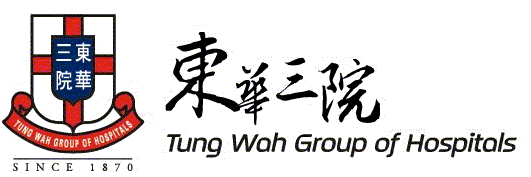 三東
院華
TUNG WAH GROUP OF HOSPITALS
SINCE 1870
東華三院
Tung Wah Group of Hospitals